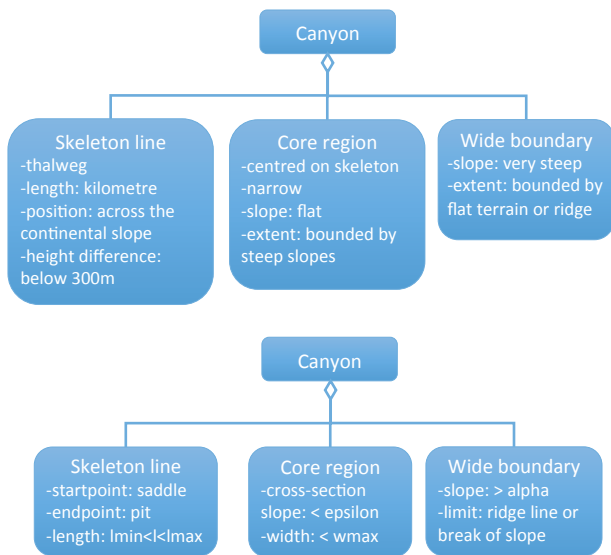 Canyon
Skeleton line
-thalweg
-length: kilometre
-position: across the
continental slope
-height difference:
below 300m
Core region
-centred on skeleton
-narrow
-slope: flat
-extent: bounded by
steep slopes
Wide boundary
-slope: very steep
-extent: bounded by
flat terrain or ridge
Canyon
Skeleton line
-startpoint: saddle
-endpoint: pit
-length: lmin<l<lmax
Core region
-cross-section
slope: < epsilon
-width: < wmax
Wide boundary
-slope: > alpha
-limit: ridge line or
break of slope